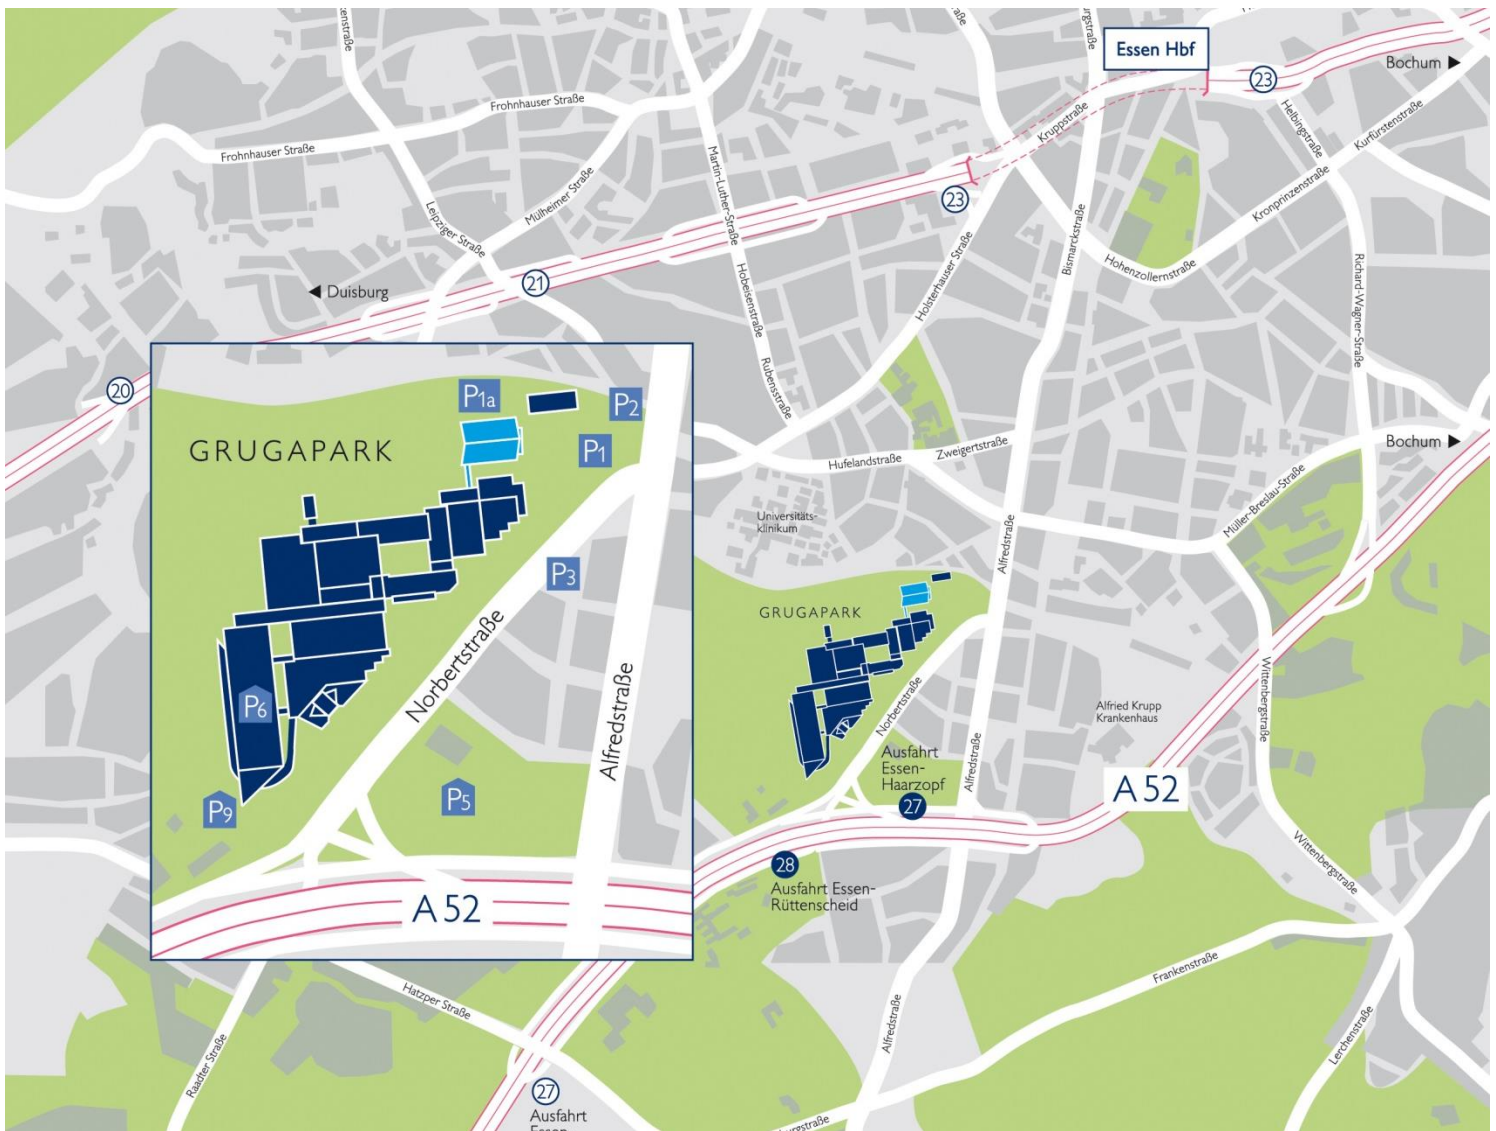 Essen Hbf
Bochum
23
Frohnhauser Straße
Frohnhauser Straße
Kruppstraße
Helbingstraße
Kurfürstenstraße
Martin-Luther-Straße
Mülheimer Straße
Leipziger Straße
23
Kronprinzenstraße
Bismarckstraße
Hohenzollernstraße
Holsterhauser Straße
Hobeisenstraße
Richard-Wagner-Straße
21
Duisburg
20
Rubensstraße
Bochum
Zweigertstraße
Hufelandstraße
Müller-Breslau-Straße
Universitäts-
klinikum
Alfredstraße
GRUGAPARK
Norbertstraße
Wittenbergstraße
Alfried Krupp
Krankenhaus
Ausfahrt
Essen-
Haarzopf
27
Alfredstraße
A 52
28
Ausfahrt Essen-
Rüttenscheid
Wittenbergstraße
Frankenstraße
Lerchenstraße
Alfredstraße
P1a
P2
GRUGAPARK
P1
P3
Norbertstraße
P6
Alfredstraße
P5
P9
A 52
Hatzper Straße
Raadter Straße
27
Ausfahrt